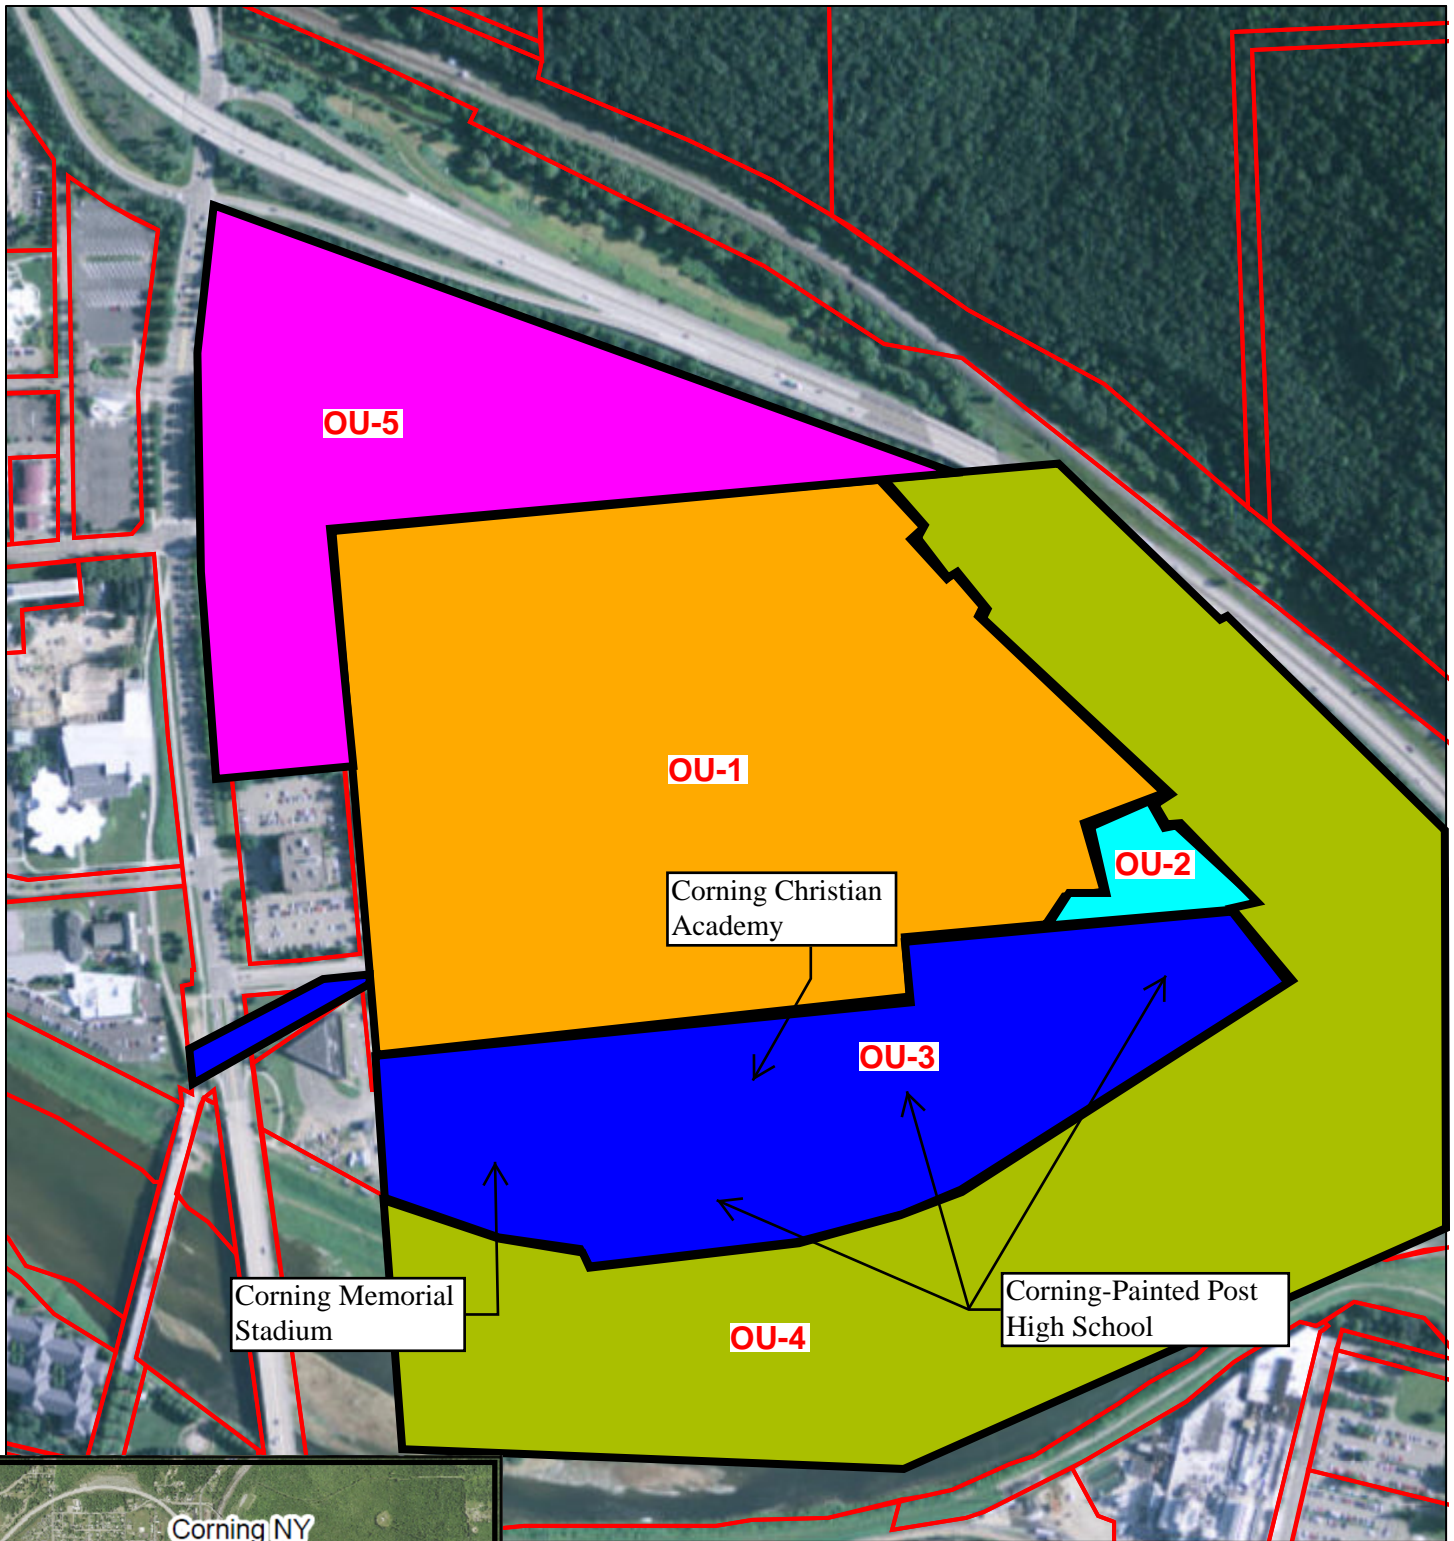 OU-5
OU-1
OU-2
Corning Christian
Academy
OU-3
Corning Memorial
Stadium
Corning-Painted Post
High School
OU-4
Corning NY